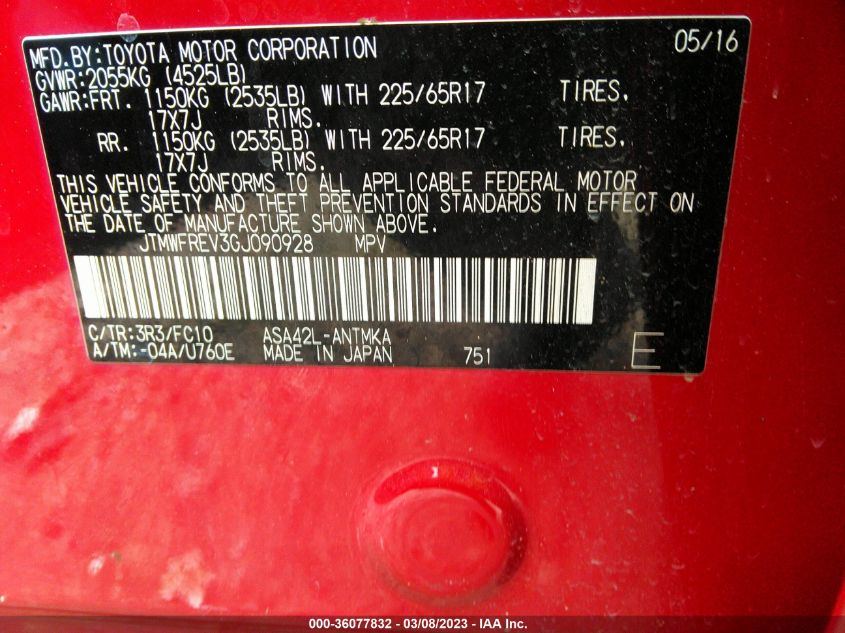 MFD.BY:TOYOTA MOTOR CORPORATION 05/16
GVWR:2055KG (4525LB)
GAWR:FRT. 1150KG (2535LB) WITH 225/65R17 TIRES,
17X7J RIMS.
RR. 1150KG (2535LB) WITH 225/65R17 TIRES,
17X7J RIMS.
THIS VEHICLE CONFORMS TO ALL APPLICABLE FEDERAL MOTOR
VEHICLE SAFETY AND THEFT PREVENTION STANDARDS IN EFFECT ON
THE DATE OF MANUFACTURE SHOWN ABOVE.
JTMWFREV3GJ090928 MPV
C/TR:3R3/FC10 ASA42L-ANTMKA
A/TM:-04A/U760E MADE IN JAPAN 751 E
000-36077832 - 03/08/2023 - IAA Inc.